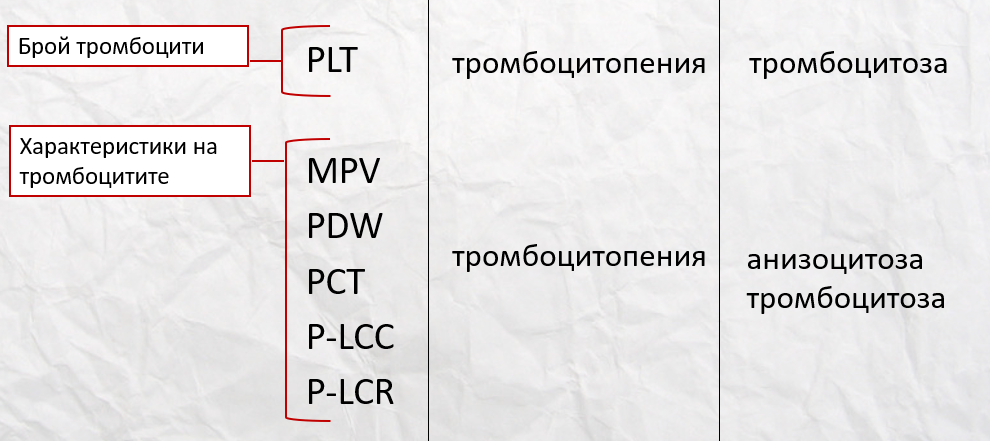 Брой тромбоцити
PLT
тромбоцитопения
тромбоцитоза
Характеристики на
тромбоцитите
MPV
PDW
PCT
P-LCC
P-LCR
тромбоцитопения
анизоцитоза
тромбоцитоза